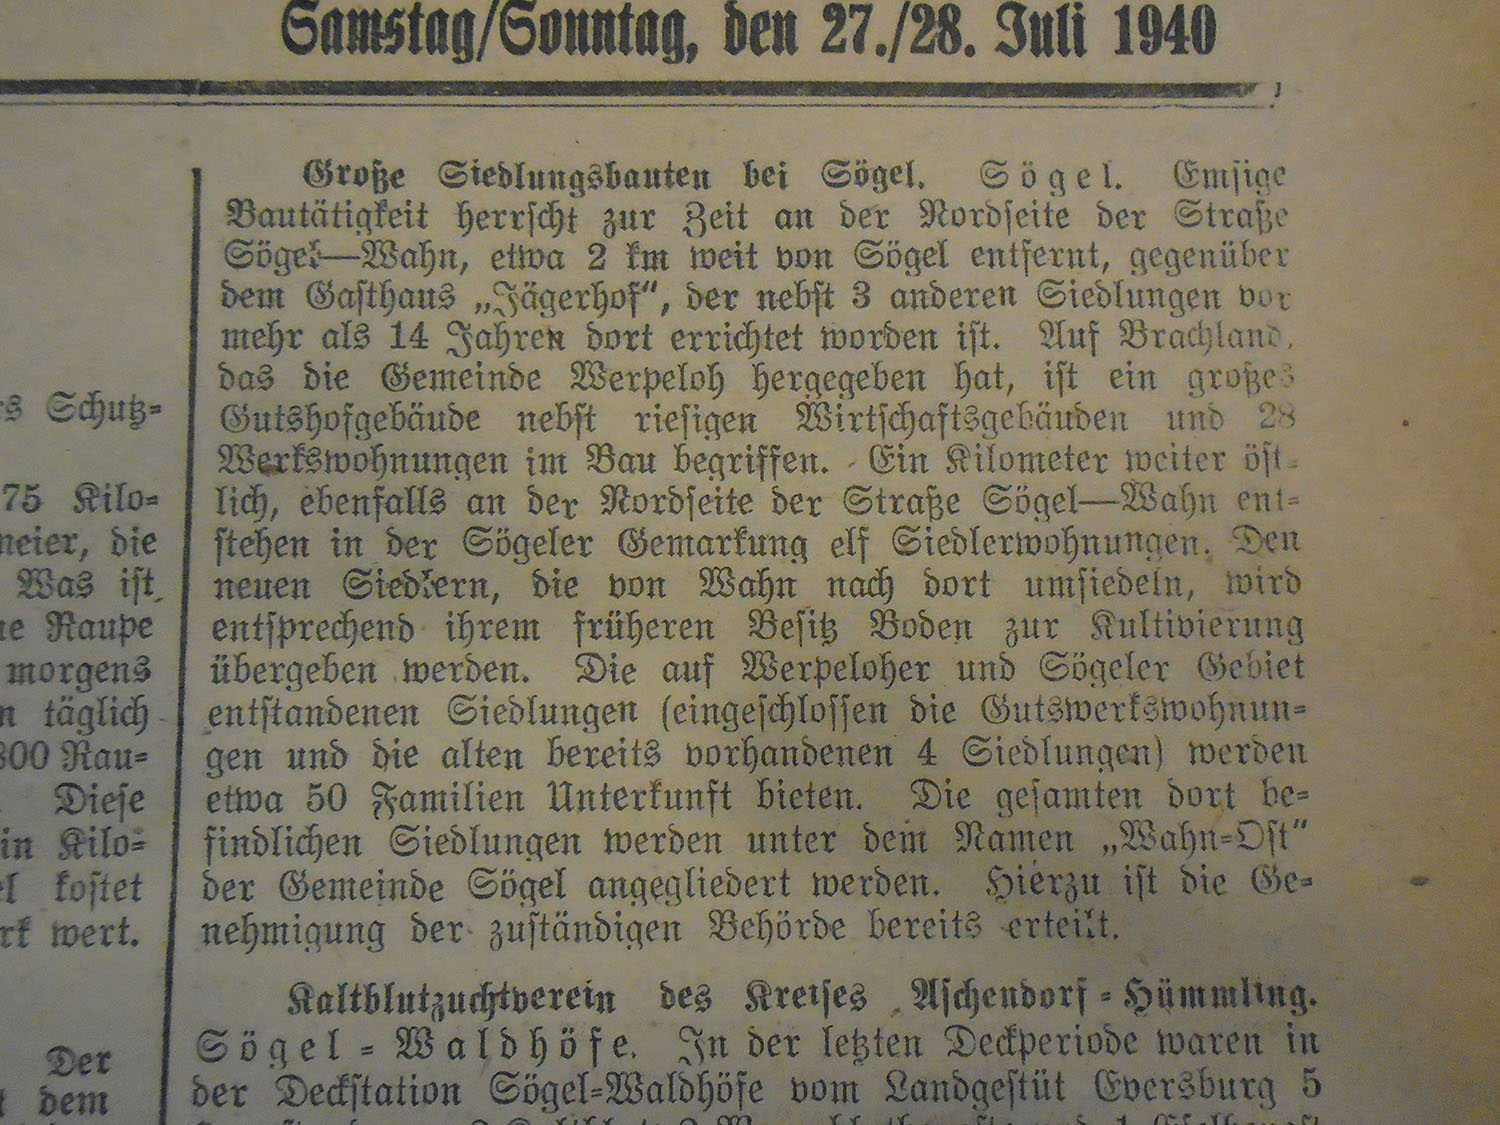 Samstag/Sonntag, den 27./28. Juli 1940
Große Siedlungsbauten bei Sögel. Sögel. Emsige
Bautätigkeit herrscht zur Zeit an der Nordseite der Straße
Sögel—Wahn, etwa 2 km weit von Sögel entfernt, gegenüber
dem Gasthaus „Jägerhof“, der nebst 3 anderen Siedlungen vor
mehr als 14 Jahren dort errichtet worden ist. Auf Brachland,
das die Gemeinde Werpeloh hergegeben hat, ist ein großes
Gutshofgebäude nebst riesigen Wirtschaftsgebäuden und 28
Werkswohnungen im Bau begriffen. Ein Kilometer weiter öst-
lich, ebenfalls an der Nordseite der Straße Sögel—Wahn ent-
stehen in der Sögeler Gemarkung elf Siedlerwohnungen. Den
neuen Siedlern, die von Wahn nach dort umsiedeln, wird
entsprechend ihrem früheren Besitz Boden zur Kultivierung
übergeben werden. Die auf Werpeloher und Sögeler Gebiet
entstandenen Siedlungen (eingeschlossen die Gutswerkswohnun-
gen und die alten bereits vorhandenen 4 Siedlungen) werden
etwa 50 Familien Unterkunft bieten. Die gesamten dort be-
findlichen Siedlungen werden unter dem Namen „Wahn-Ost“
der Gemeinde Sögel angegliedert werden. Hierzu ist die Ge-
nehmigung der zuständigen Behörde bereits erteilt.
Kaltblutzuchtverein des Kreises Aschendorf-Hümmling.
Sögel-Waldhöfe. In der letzten Deckperiode waren in
der Deckstation Sögel-Waldhöfe vom Landgestüt Eversburg 5
Schutz-
75 Kilo-
die
Was ist
Raupe
morgens
täglich
Rau-
Diese
Kilo-
kostet
wert.
Der
dem